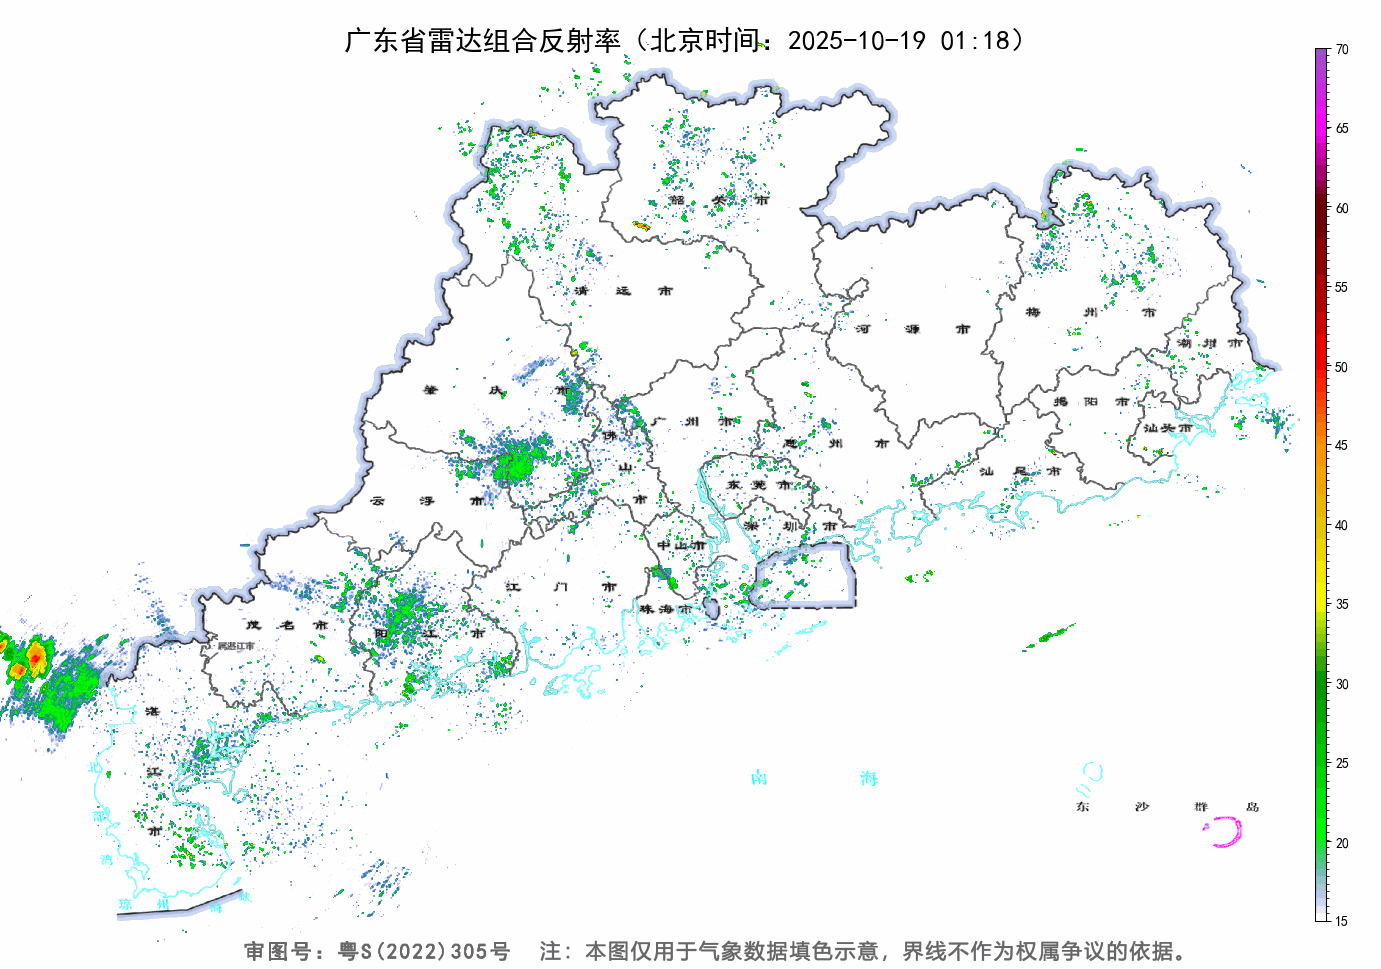 广东省雷达组合反射率（北京时间：2025-10-19 01:18）
70
65
60
55
50
45
40
35
30
25
20
15
韶关市
清远市
河源市
梅州市
潮州市
肇庆市
广州市
佛山市
惠州市
揭阳市
汕头市
汕尾市
云浮市
东莞市
深圳市
中山市
珠海市
江门市
阳江市
茂名市
属湛江市
湛江市
北部湾
琼州海峡
南海
东沙群岛
审图号：粤S(2022)305号 注：本图仅用于气象数据填色示意，界线不作为权属争议的依据。